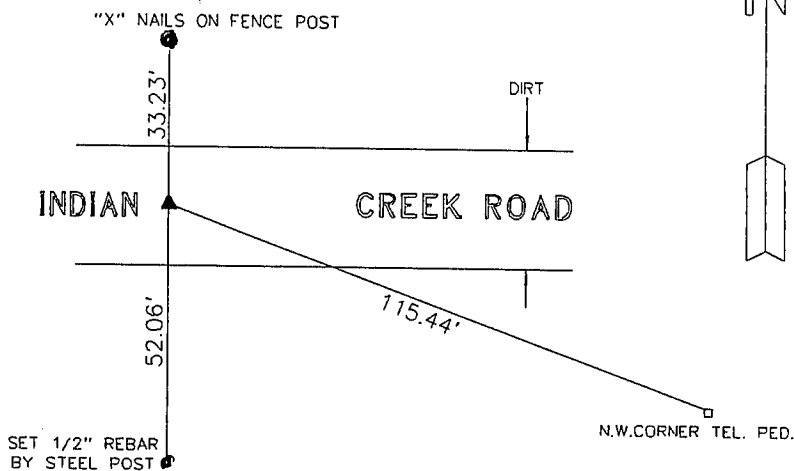 "X" NAILS ON FENCE POST
N
33.23'
DIRT
INDIAN CREEK ROAD
52.06'
115.44'
SET 1/2" REBAR
BY STEEL POST
N.W.CORNER TEL. PED.